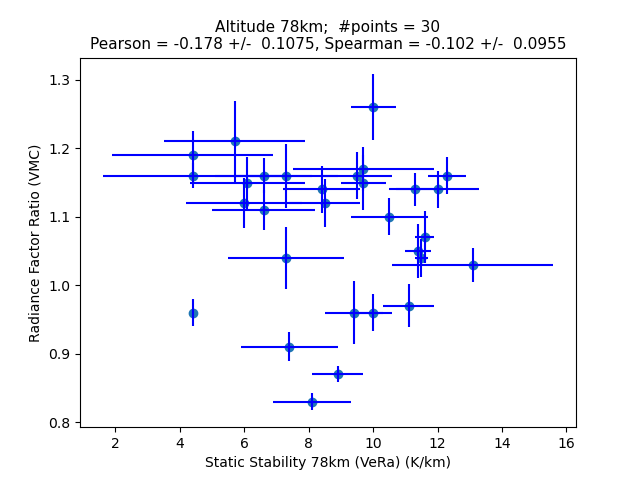 Altitude 78km;  #points = 30
Pearson = -0.178 +/-  0.1075, Spearman = -0.102 +/-  0.0955
1.3
1.2
1.1
1.0
0.9
0.8
Radiance Factor Ratio (VMC)
2 4 6 8 10 12 14 16
Static Stability 78km (VeRa) (K/km)